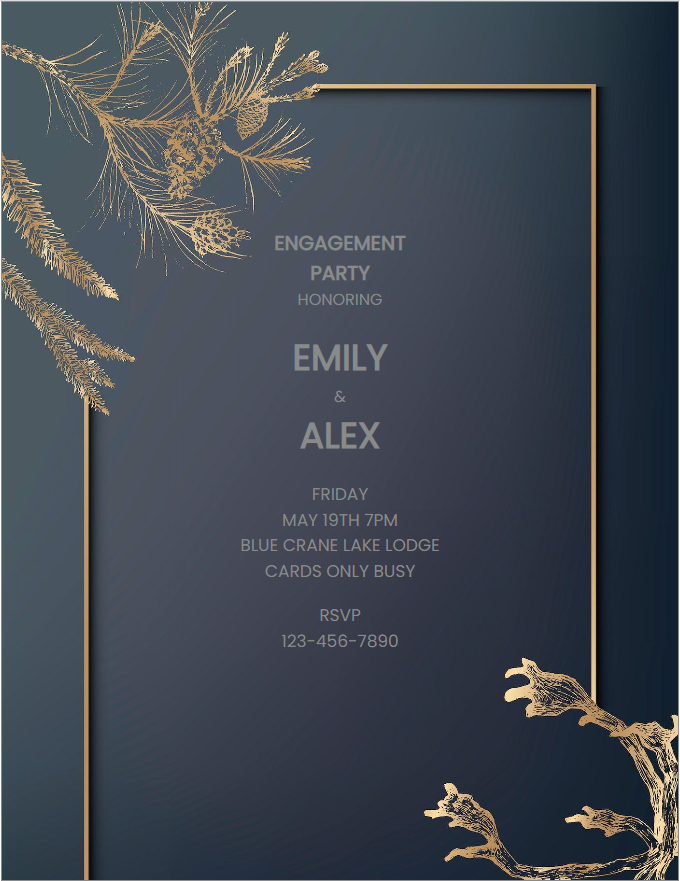 ENGAGEMENT
PARTY
HONORING
EMILY
&
ALEX
FRIDAY
MAY 19TH 7PM
BLUE CRANE LAKE LODGE
CARDS ONLY BUSY
RSVP
123-456-7890